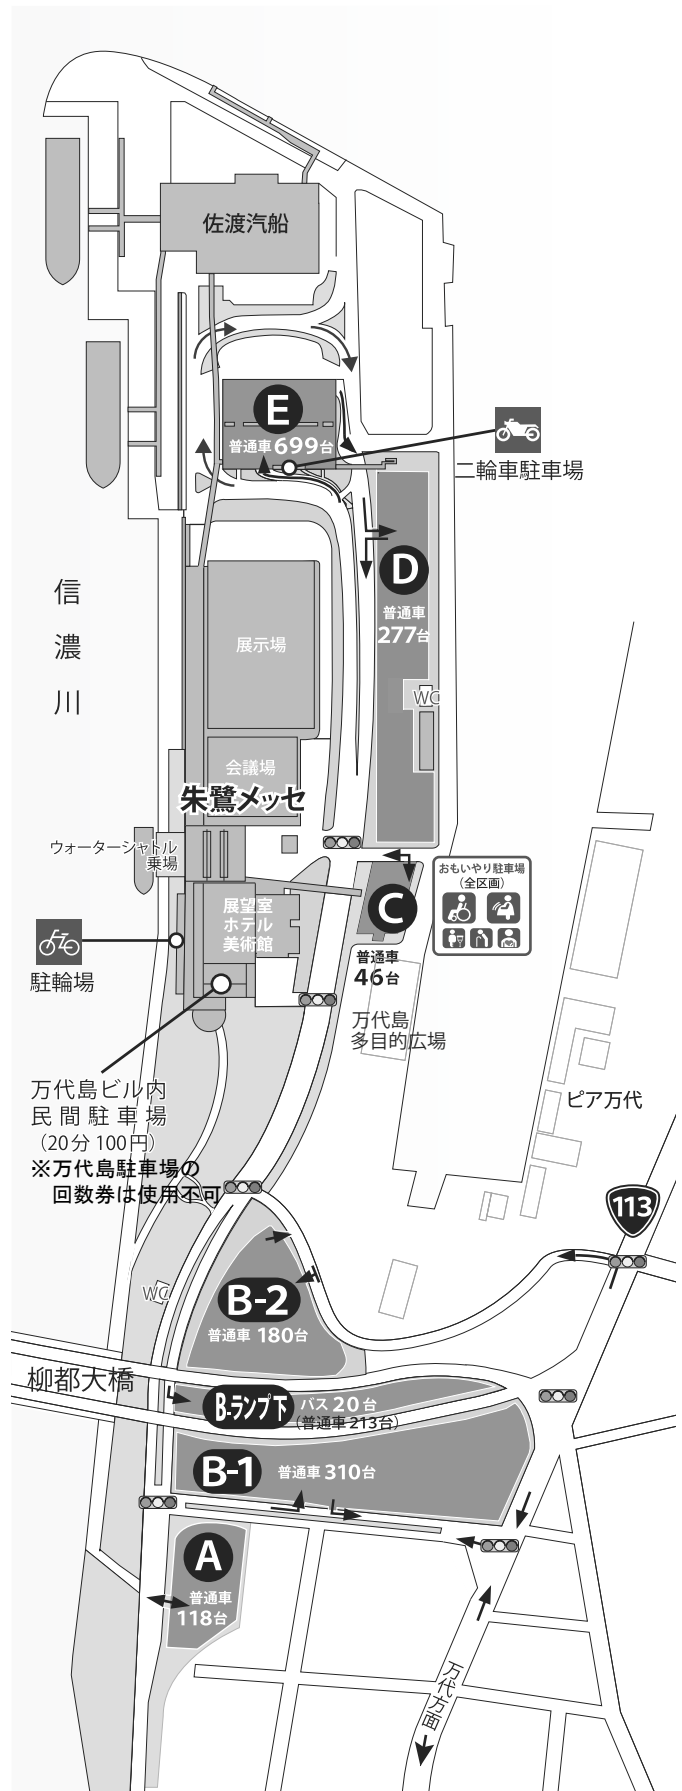 佐渡汽船
E
普通車699台
二輪車駐車場
D
普通車
277台
信濃川
展示場
WC
会議場
朱鷺メッセ
ウォーターシャトル
乗場
おもいやり駐車場
(全区画)
展望室
ホテル
美術館
C
普通車
46台
駐輪場
万代島
多目的広場
万代島ビル内
民間駐車場
(20分100円)
※万代島駐車場の
回数券は使用不可
ピア万代
113
WC
B-2
普通車 180台
柳都大橋
B-ランプ下
バス20台
(普通車213台)
B-1
普通車310台
A
普通車
118台
万代方面